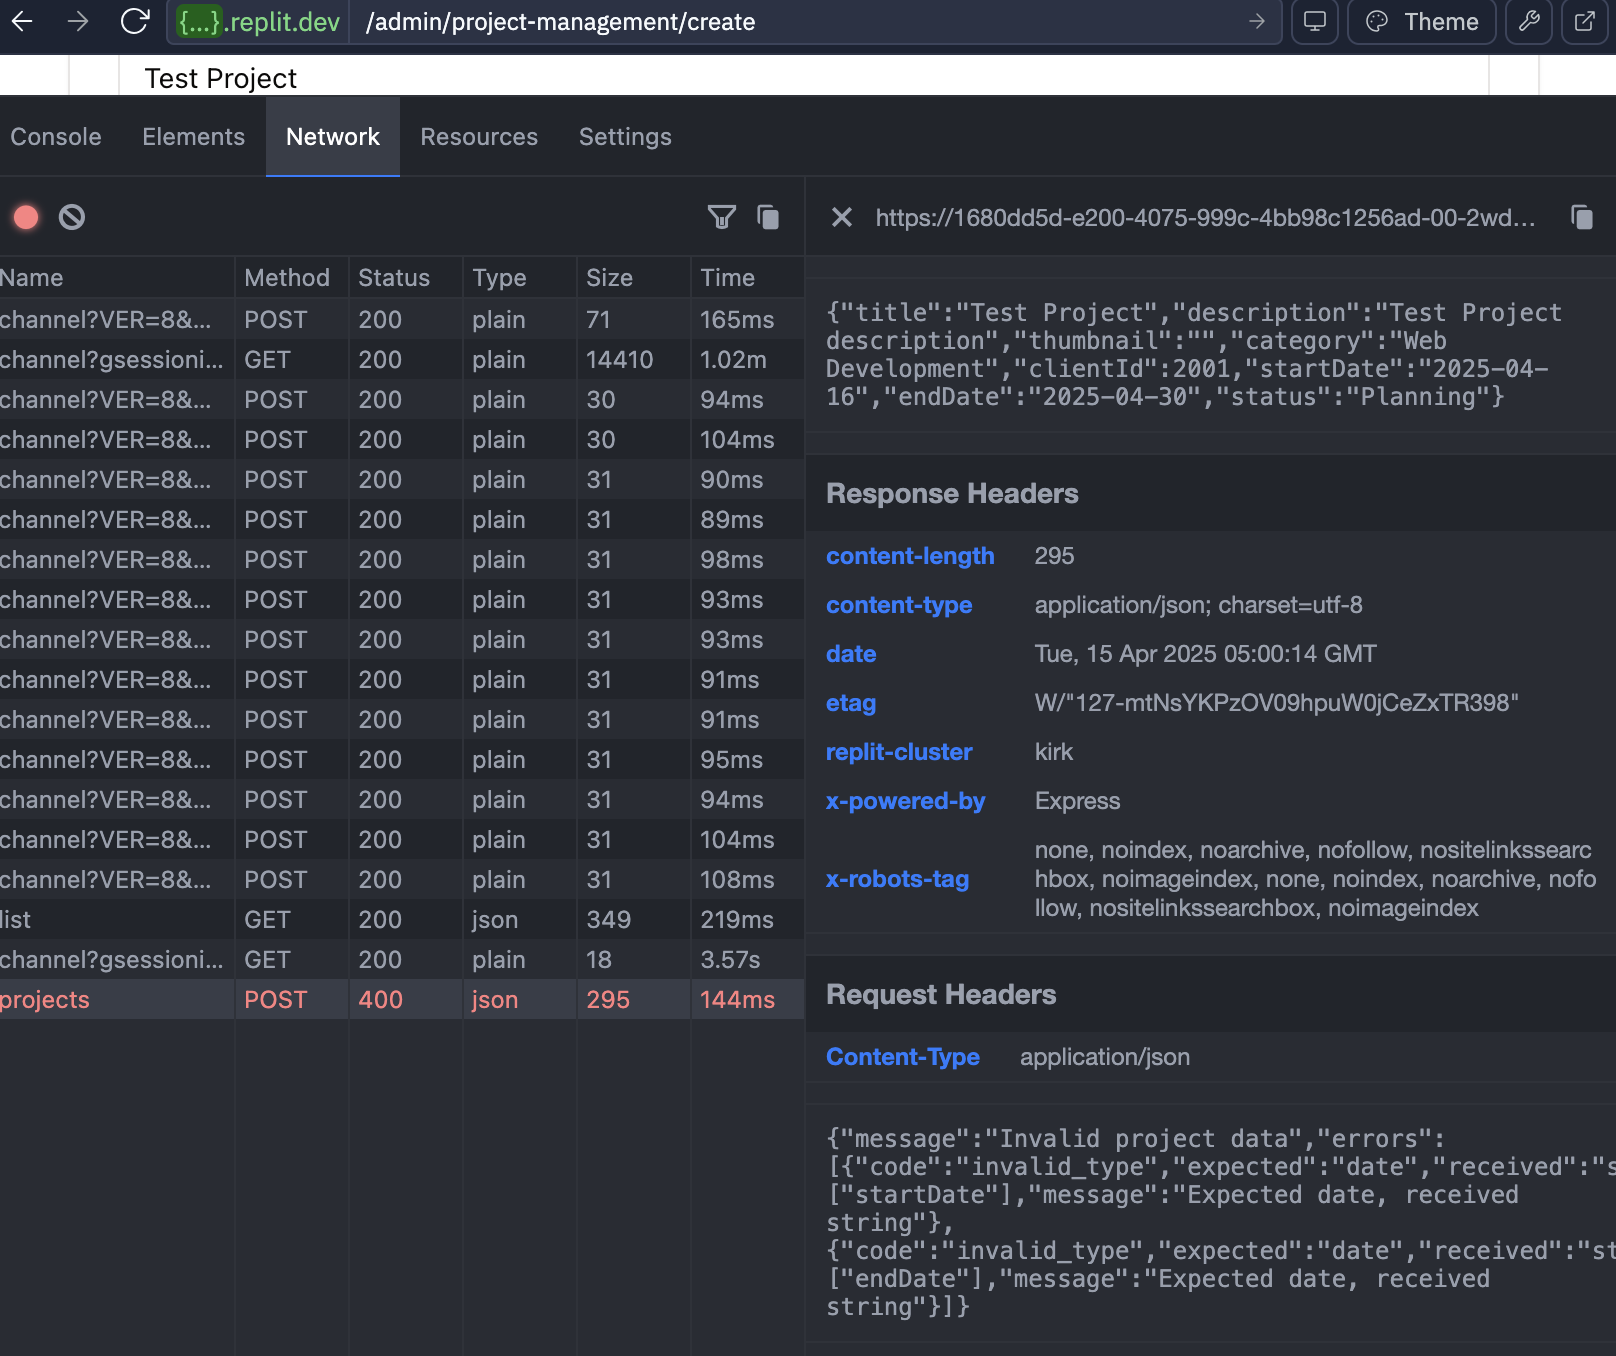 {...}.replit.dev /admin/project-management/create Theme
Test Project
Console Elements Network Resources Settings
https://1680dd5d-e200-4075-999c-4bb98c1256ad-00-2wd...
Name Method Status Type Size Time
channel?VER=8&... POST 200 plain 71 165ms
channel?gsessioni... GET 200 plain 14410 1.02m
channel?VER=8&... POST 200 plain 30 94ms
channel?VER=8&... POST 200 plain 30 104ms
channel?VER=8&... POST 200 plain 31 90ms
channel?VER=8&... POST 200 plain 31 89ms
channel?VER=8&... POST 200 plain 31 98ms
channel?VER=8&... POST 200 plain 31 93ms
channel?VER=8&... POST 200 plain 31 93ms
channel?VER=8&... POST 200 plain 31 91ms
channel?VER=8&... POST 200 plain 31 91ms
channel?VER=8&... POST 200 plain 31 95ms
channel?VER=8&... POST 200 plain 31 94ms
channel?VER=8&... POST 200 plain 31 104ms
channel?VER=8&... POST 200 plain 31 108ms
list GET 200 json 349 219ms
channel?gsessioni... GET 200 plain 18 3.57s
projects POST 400 json 295 144ms
{"title":"Test Project","description":"Test Project
description","thumbnail":"","category":"Web
Development","clientId":2001,"startDate":"2025-04-
16","endDate":"2025-04-30","status":"Planning"}
Response Headers
content-length 295
content-type application/json; charset=utf-8
date Tue, 15 Apr 2025 05:00:14 GMT
etag W/"127-mtNsYKPzOV09hpuW0jCeZxTR398"
replit-cluster kirk
x-powered-by Express
x-robots-tag none, noindex, noarchive, nofollow, nositelinkssearc
hbox, noimageindex, none, noindex, noarchive, nofo
llow, nositelinkssearchbox, noimageindex
Request Headers
Content-Type application/json
{"message":"Invalid project data","errors":
[{"code":"invalid_type","expected":"date","received":"s
["startDate"],"message":"Expected date, received
string"},
{"code":"invalid_type","expected":"date","received":"st
["endDate"],"message":"Expected date, received
string"}]}